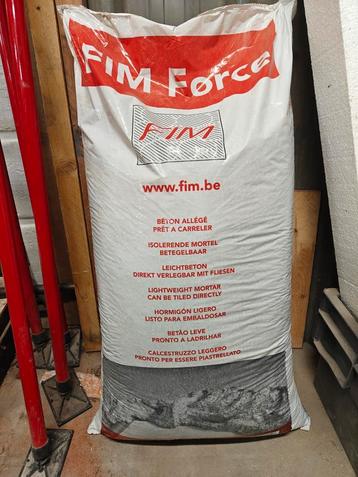 FIM Force
FIM
www.fim.be
BÉTON ALLÉGÉ
PRÊT A CARRELER
ISOLERENDE MORTEL
BETEGELBAAR
LEICHTBETON
DIREKT VERLEGBAR MIT FLIESEN
LIGHTWEIGHT MORTAR
CAN BE TILED DIRECTLY
HORMIGÓN LIGERO
LISTO PARA EMBALDOSAR
BETÃO LEVE
PRONTO A LADRILHAR
CALCESTRUZZO LEGGERO
PRONTO PER ESSERE PIASTRELLATO